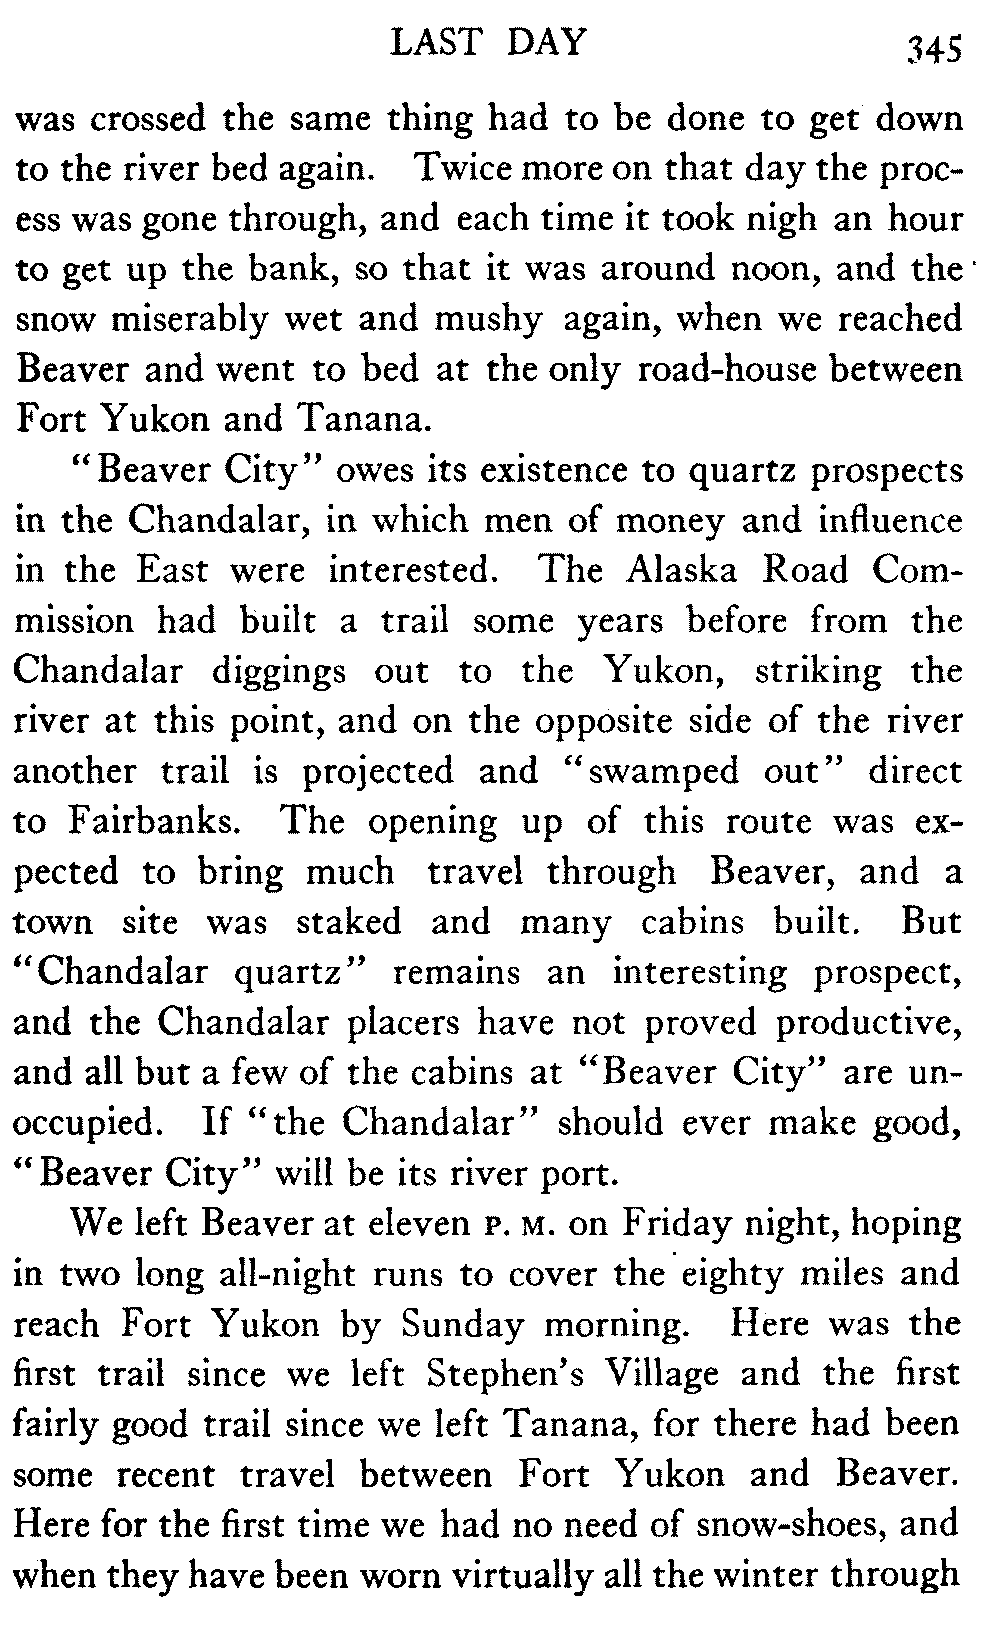 LAST DAY 345
was crossed the same thing had to be done to get down
to the river bed again. Twice more on that day the proc-
ess was gone through, and each time it took nigh an hour
to get up the bank, so that it was around noon, and the
snow miserably wet and mushy again, when we reached
Beaver and went to bed at the only road-house between
Fort Yukon and Tanana.
"Beaver City" owes its existence to quartz prospects
in the Chandalar, in which men of money and influence
in the East were interested. The Alaska Road Com-
mission had built a trail some years before from the
Chandalar diggings out to the Yukon, striking the
river at this point, and on the opposite side of the river
another trail is projected and "swamped out" direct
to Fairbanks. The opening up of this route was ex-
pected to bring much travel through Beaver, and a
town site was staked and many cabins built. But
"Chandalar quartz" remains an interesting prospect,
and the Chandalar placers have not proved productive,
and all but a few of the cabins at "Beaver City" are un-
occupied. If "the Chandalar" should ever make good,
"Beaver City" will be its river port.
We left Beaver at eleven P. M. on Friday night, hoping
in two long all-night runs to cover the eighty miles and
reach Fort Yukon by Sunday morning. Here was the
first trail since we left Stephen's Village and the first
fairly good trail since we left Tanana, for there had been
some recent travel between Fort Yukon and Beaver.
Here for the first time we had no need of snow-shoes, and
when they have been worn virtually all the winter through